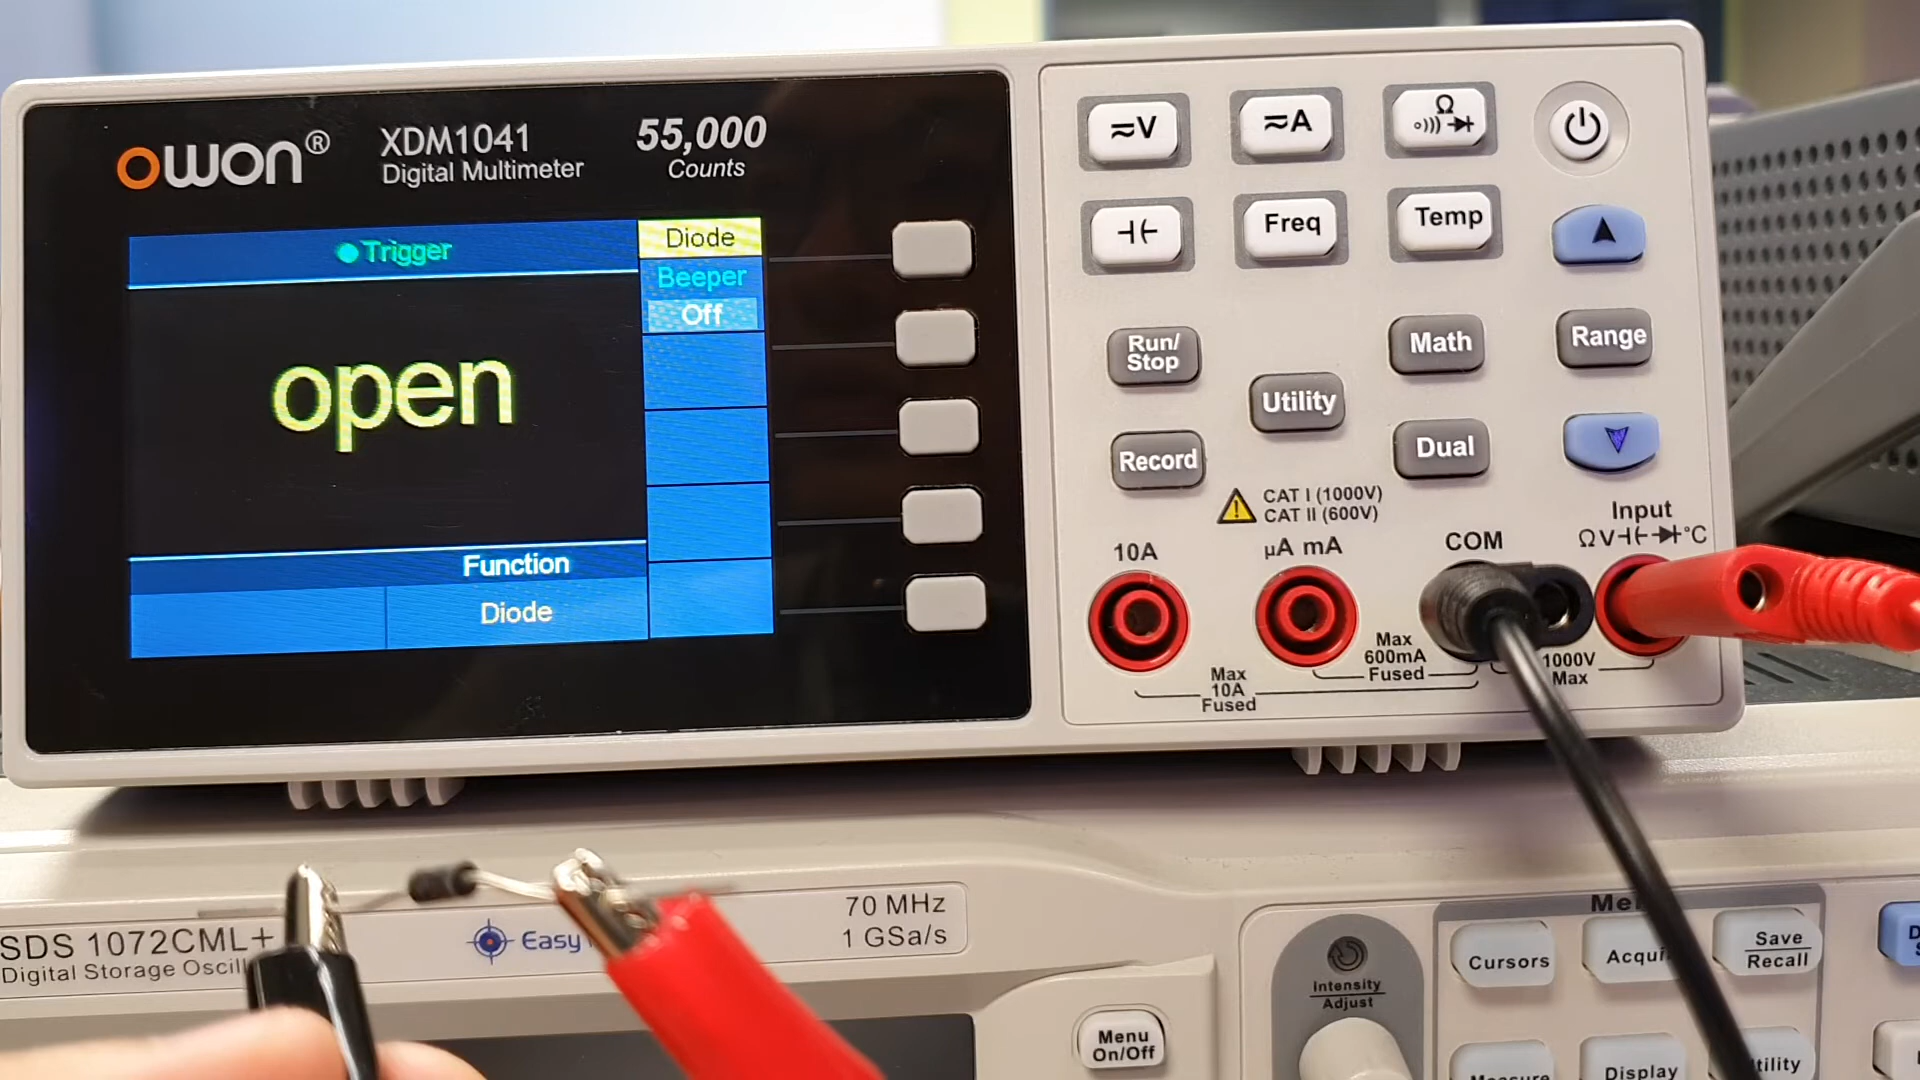 OWON®
XDM1041
Digital Multimeter
55,000
Counts
Trigger
open
Function
Diode
Diode
Beeper
Off
≂V
≂A
Ω
Freq
Temp
Run/
Stop
Utility
Math
Range
Record
Dual
CAT I (1000V)
CAT II (600V)
10A
µA mA
COM
Input
ΩV °C
Max
10A
Fused
Max
600mA
Fused
1000V
Max
SDS 1072CML+
Digital Storage
Easy
70 MHz
1 GSa/s
Intensity
Adjust
Cursors
Save
Recall
Menu
On/Off
Display